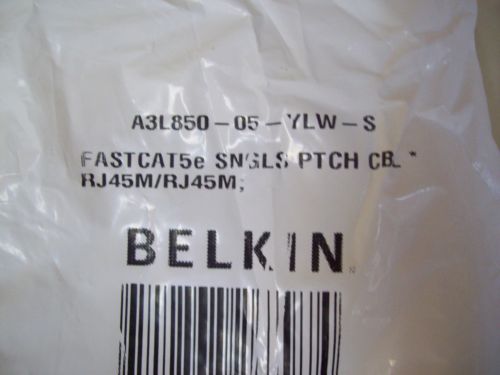 A3L850-05-YLW-S
FASTCAT5e SNGLS PTCH CBL *
RJ45M/RJ45M;
BELKIN